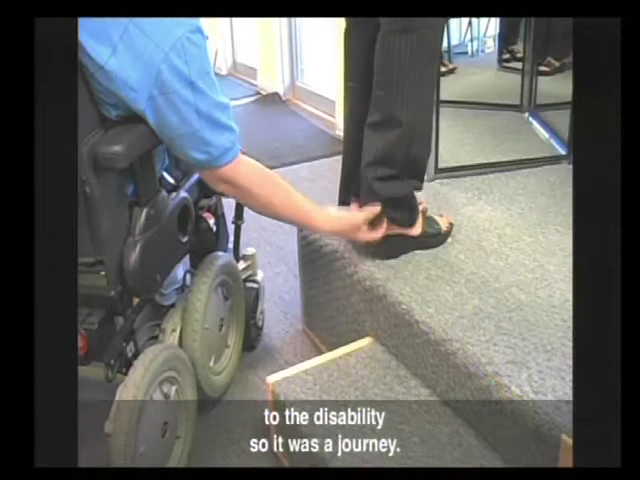 to the disability
so it was a journey.